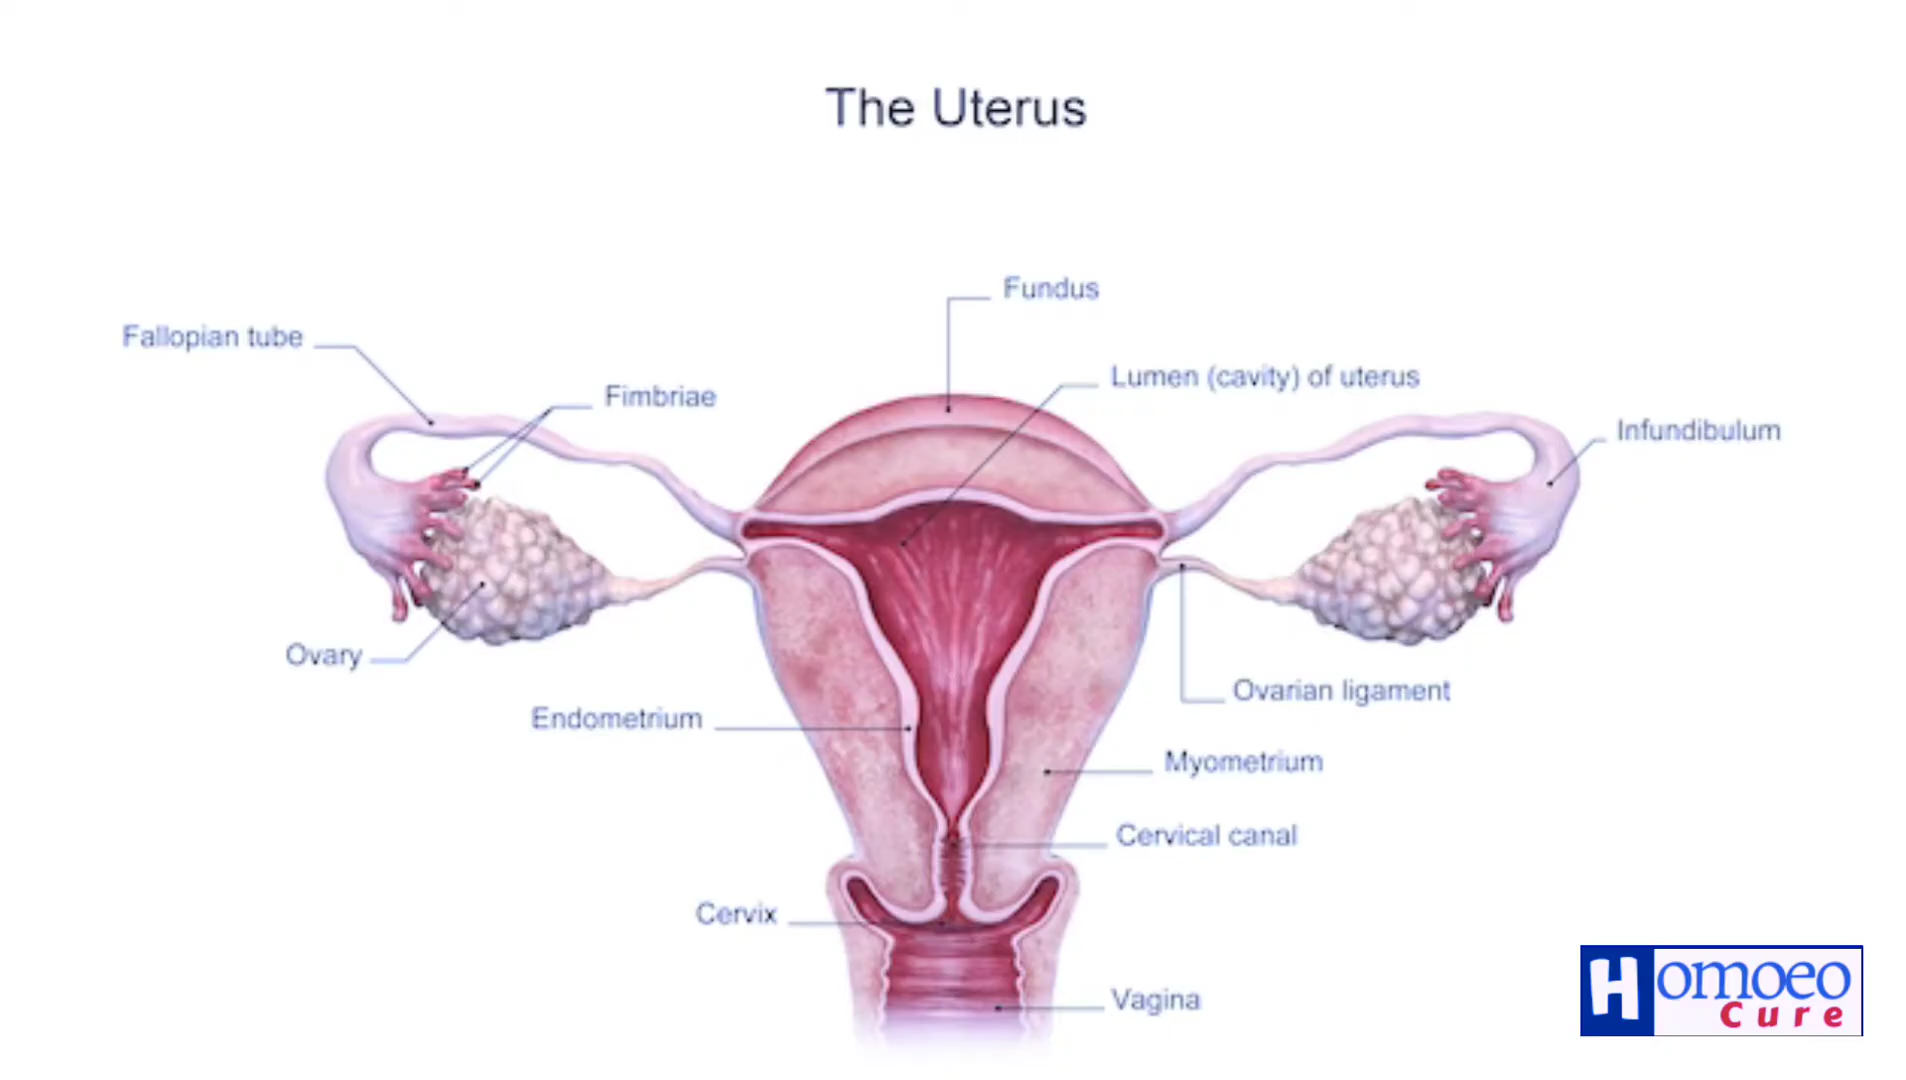 The Uterus
Fundus
Fallopian tube
Lumen (cavity) of uterus
Fimbriae
Infundibulum
Ovary
Ovarian ligament
Endometrium
Myometrium
Cervical canal
Cervix
Vagina
Homoeo
Cure